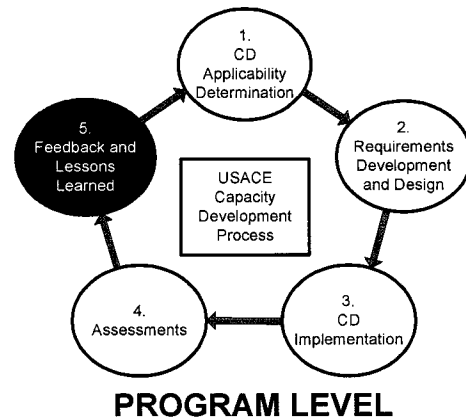 1.
CD
Applicability
Determination
2.
Requirements
Development
and Design
3.
CD
Implementation
4.
Assessments
5.
Feedback and
Lessons
Learned
USACE
Capacity
Development
Process
PROGRAM LEVEL